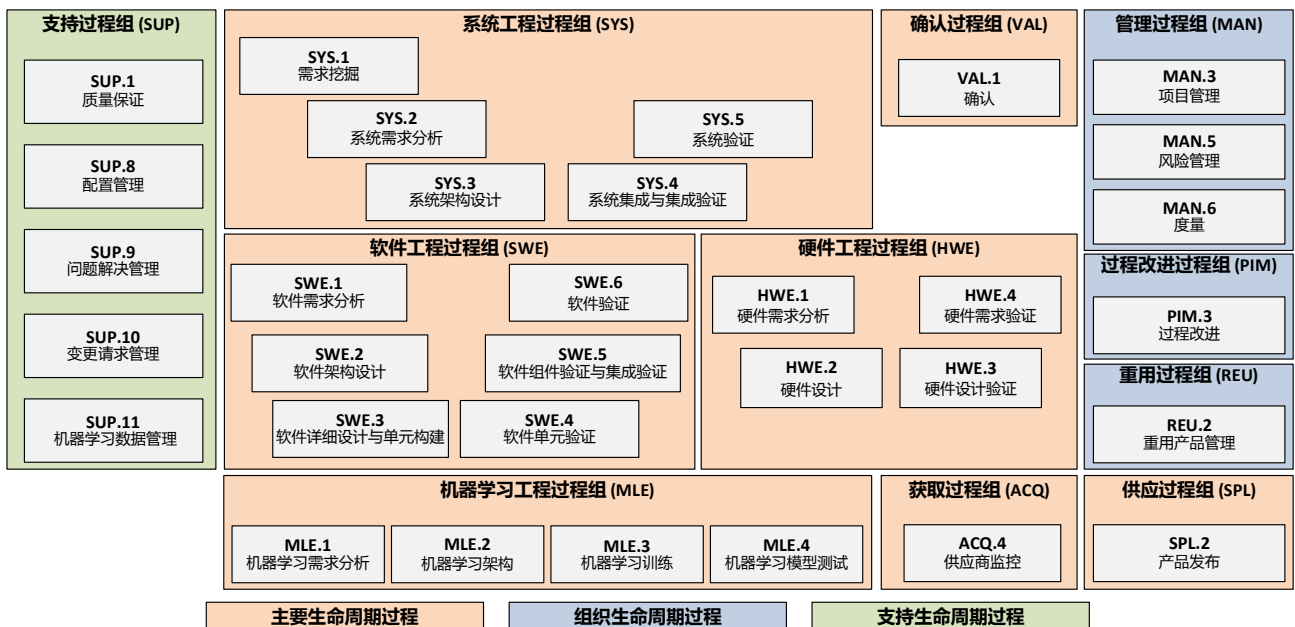 支持过程组 (SUP)
SUP.1
质量保证
SUP.8
配置管理
SUP.9
问题解决管理
SUP.10
变更请求管理
SUP.11
机器学习数据管理
系统工程过程组 (SYS)
SYS.1
需求挖掘
SYS.2
系统需求分析
SYS.3
系统架构设计
SYS.5
系统验证
SYS.4
系统集成与集成验证
确认过程组 (VAL)
VAL.1
确认
管理过程组 (MAN)
MAN.3
项目管理
MAN.5
风险管理
MAN.6
度量
软件工程过程组 (SWE)
SWE.1
软件需求分析
SWE.2
软件架构设计
SWE.3
软件详细设计与单元构建
SWE.6
软件验证
SWE.5
软件组件验证与集成验证
SWE.4
软件单元验证
硬件工程过程组 (HWE)
HWE.1
硬件需求分析
HWE.2
硬件设计
HWE.4
硬件需求验证
HWE.3
硬件设计验证
过程改进过程组 (PIM)
PIM.3
过程改进
重用过程组 (REU)
REU.2
重用产品管理
机器学习工程过程组 (MLE)
MLE.1
机器学习需求分析
MLE.2
机器学习架构
MLE.3
机器学习训练
MLE.4
机器学习模型测试
获取过程组 (ACQ)
ACQ.4
供应商监控
供应过程组 (SPL)
SPL.2
产品发布
主要生命周期过程
组织生命周期过程
支持生命周期过程